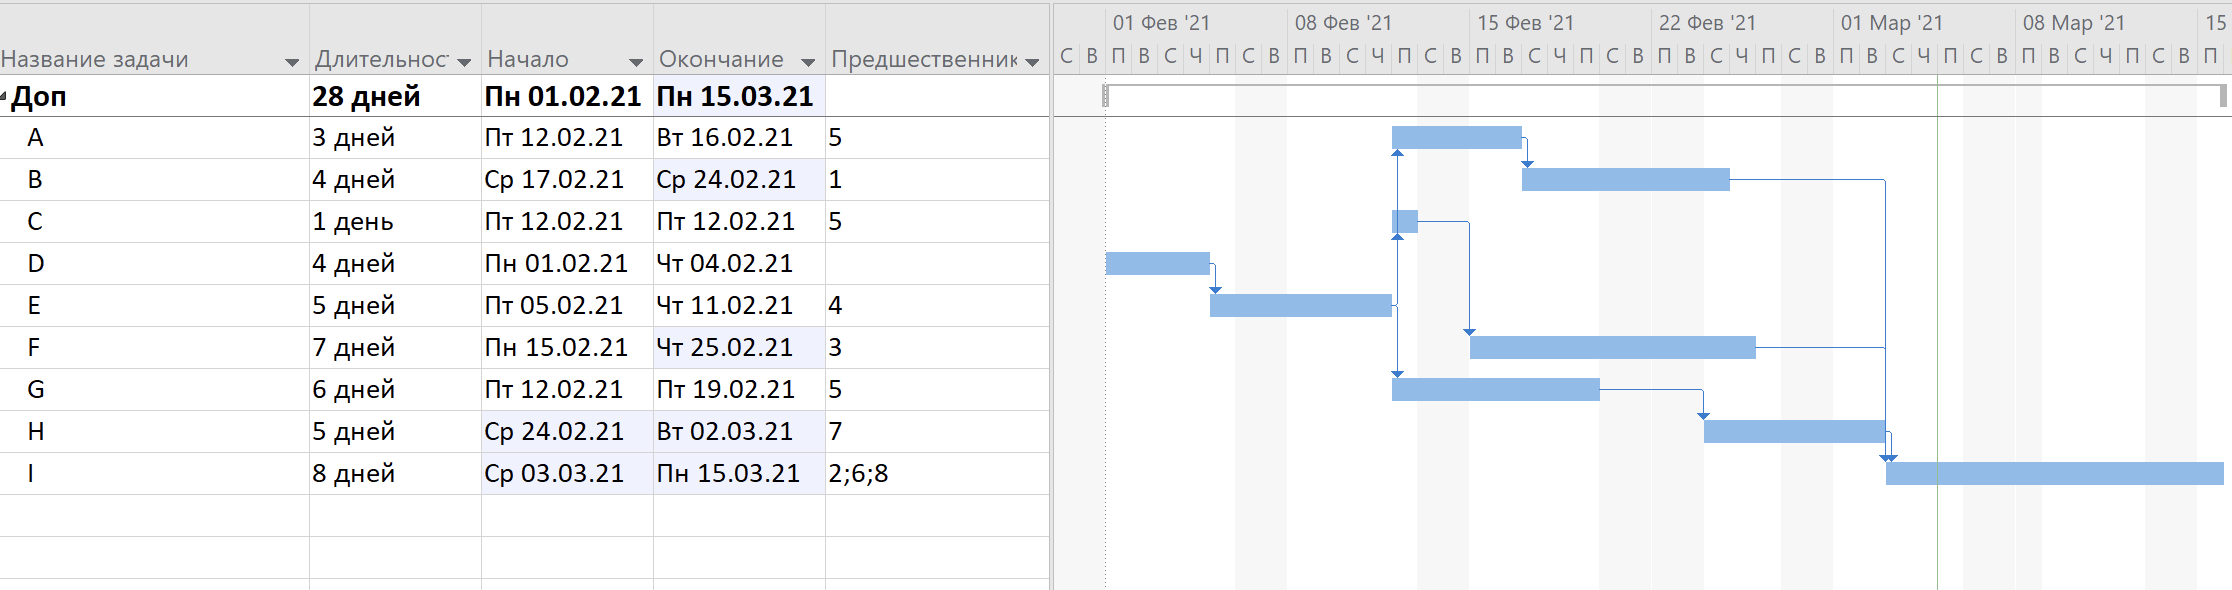 01 Фев '21 08 Фев '21 15 Фев '21 22 Фев '21 01 Мар '21 08 Мар '21 15
Название задачи Длительнос Начало Окончание Предшественник С В П В С Ч П С В П В С Ч П С В П В С Ч П С В П В С Ч П С В П В С Ч П С В П В С Ч П С В П
Доп 28 дней Пн 01.02.21 Пн 15.03.21
A 3 дней Пт 12.02.21 Вт 16.02.21 5
B 4 дней Ср 17.02.21 Ср 24.02.21 1
C 1 день Пт 12.02.21 Пт 12.02.21 5
D 4 дней Пн 01.02.21 Чт 04.02.21
E 5 дней Пт 05.02.21 Чт 11.02.21 4
F 7 дней Пн 15.02.21 Чт 25.02.21 3
G 6 дней Пт 12.02.21 Пт 19.02.21 5
H 5 дней Ср 24.02.21 Вт 02.03.21 7
I 8 дней Ср 03.03.21 Пн 15.03.21 2;6;8